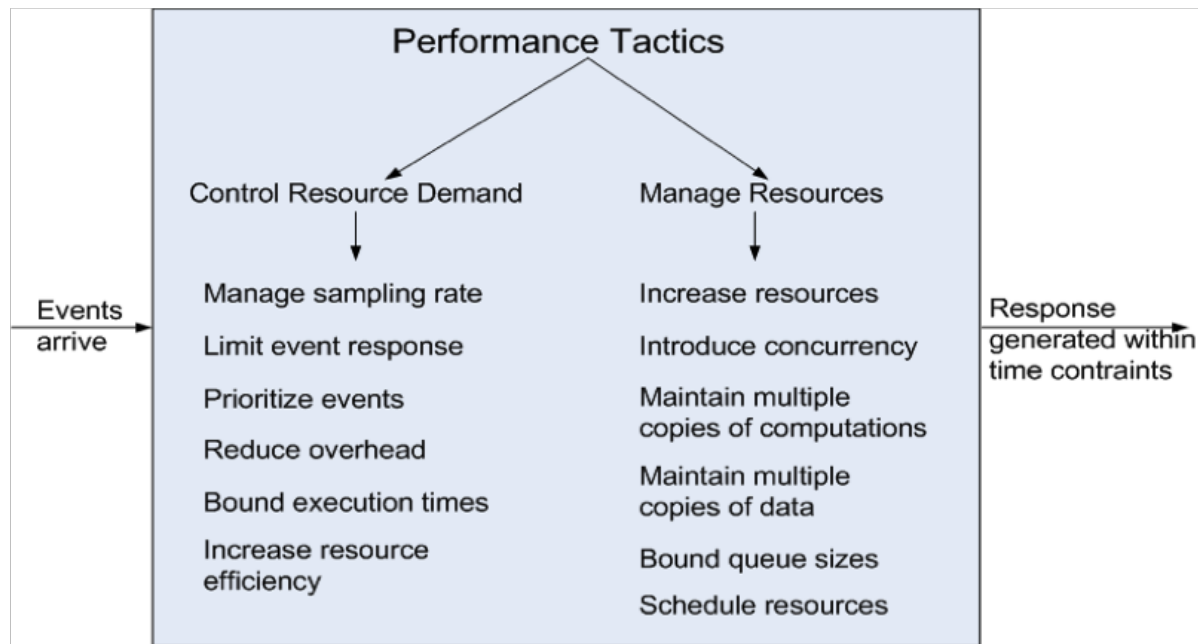 Performance Tactics
Control Resource Demand
Manage sampling rate
Limit event response
Prioritize events
Reduce overhead
Bound execution times
Increase resource
efficiency
Manage Resources
Increase resources
Introduce concurrency
Maintain multiple
copies of computations
Maintain multiple
copies of data
Bound queue sizes
Schedule resources
Events
arrive
Response
generated within
time contraints